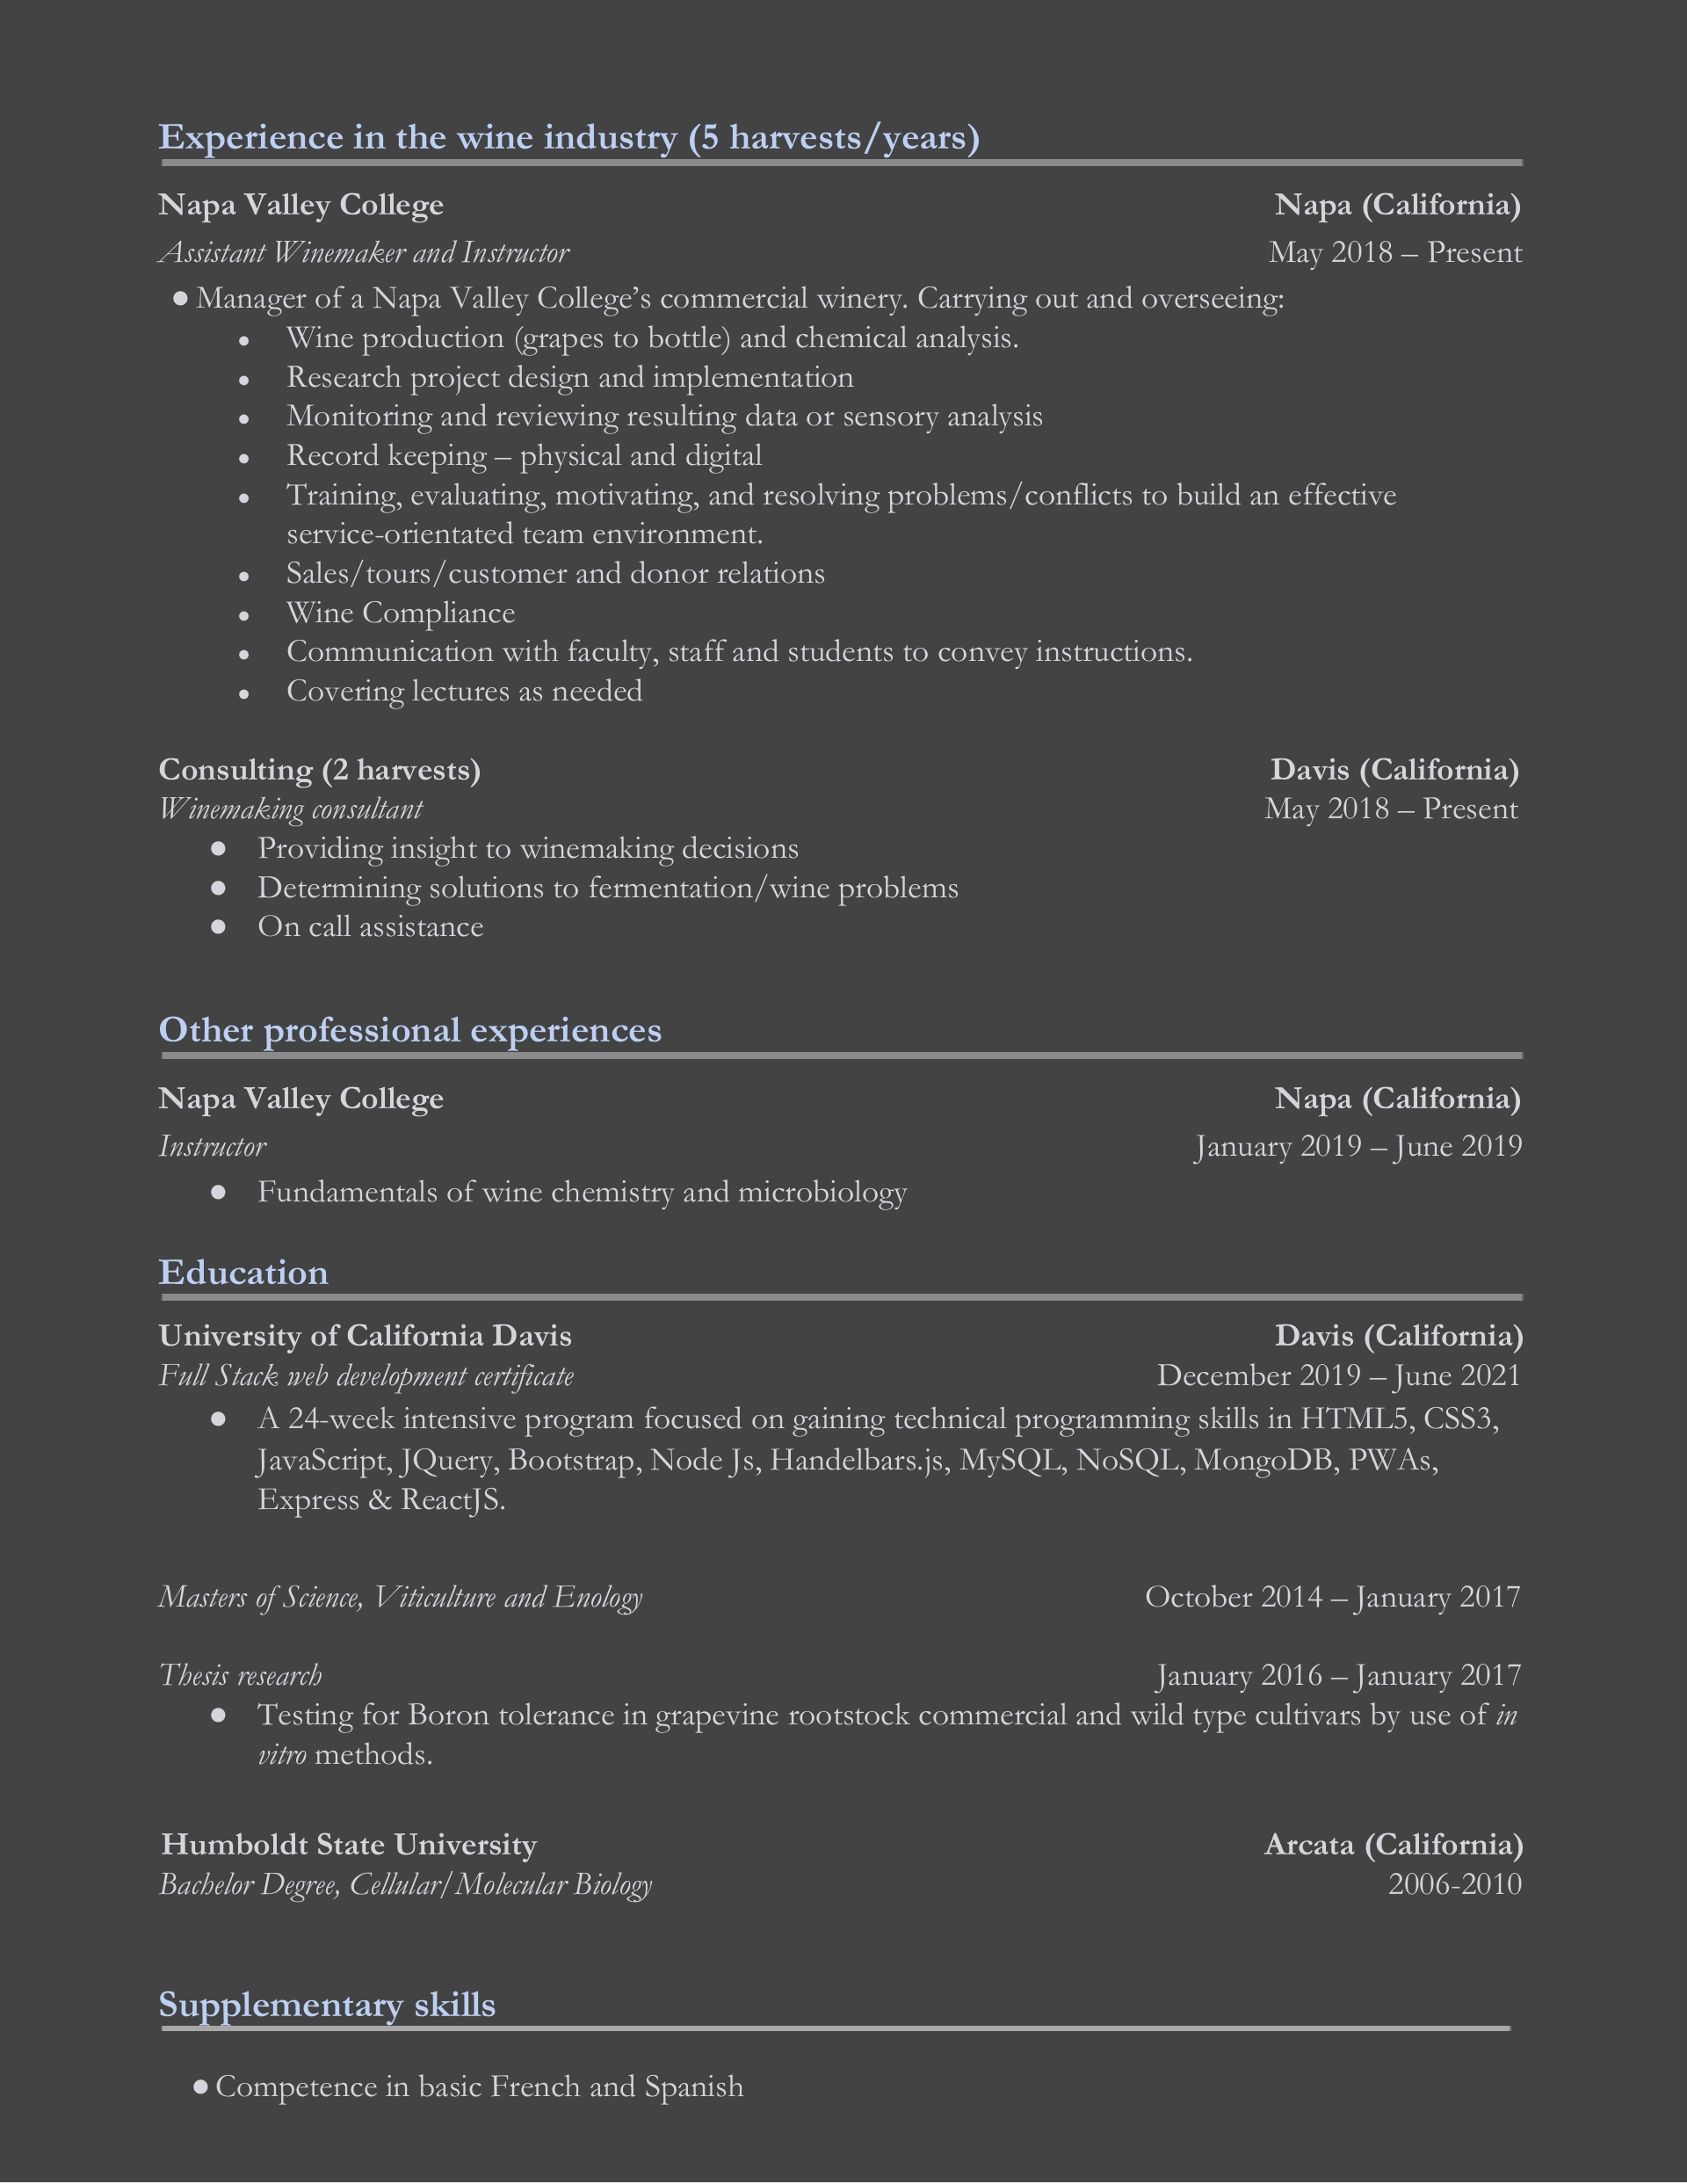 Experience in the wine industry (5 harvests/years)
Napa Valley College Napa (California)
Assistant Winemaker and Instructor May 2018 – Present
● Manager of a Napa Valley College’s commercial winery. Carrying out and overseeing:
● Wine production (grapes to bottle) and chemical analysis.
● Research project design and implementation
● Monitoring and reviewing resulting data or sensory analysis
● Record keeping – physical and digital
● Training, evaluating, motivating, and resolving problems/conflicts to build an effective
service-orientated team environment.
● Sales/tours/customer and donor relations
● Wine Compliance
● Communication with faculty, staff and students to convey instructions.
● Covering lectures as needed
Consulting (2 harvests) Davis (California)
Winemaking consultant May 2018 – Present
● Providing insight to winemaking decisions
● Determining solutions to fermentation/wine problems
● On call assistance
Other professional experiences
Napa Valley College Napa (California)
Instructor January 2019 – June 2019
● Fundamentals of wine chemistry and microbiology
Education
University of California Davis Davis (California)
Full Stack web development certificate December 2019 – June 2021
● A 24-week intensive program focused on gaining technical programming skills in HTML5, CSS3,
JavaScript, JQuery, Bootstrap, Node Js, Handelbars.js, MySQL, NoSQL, MongoDB, PWAs,
Express & ReactJS.
Masters of Science, Viticulture and Enology October 2014 – January 2017
Thesis research January 2016 – January 2017
● Testing for Boron tolerance in grapevine rootstock commercial and wild type cultivars by use of in
vitro methods.
Humboldt State University Arcata (California)
Bachelor Degree, Cellular/Molecular Biology 2006-2010
Supplementary skills
● Competence in basic French and Spanish